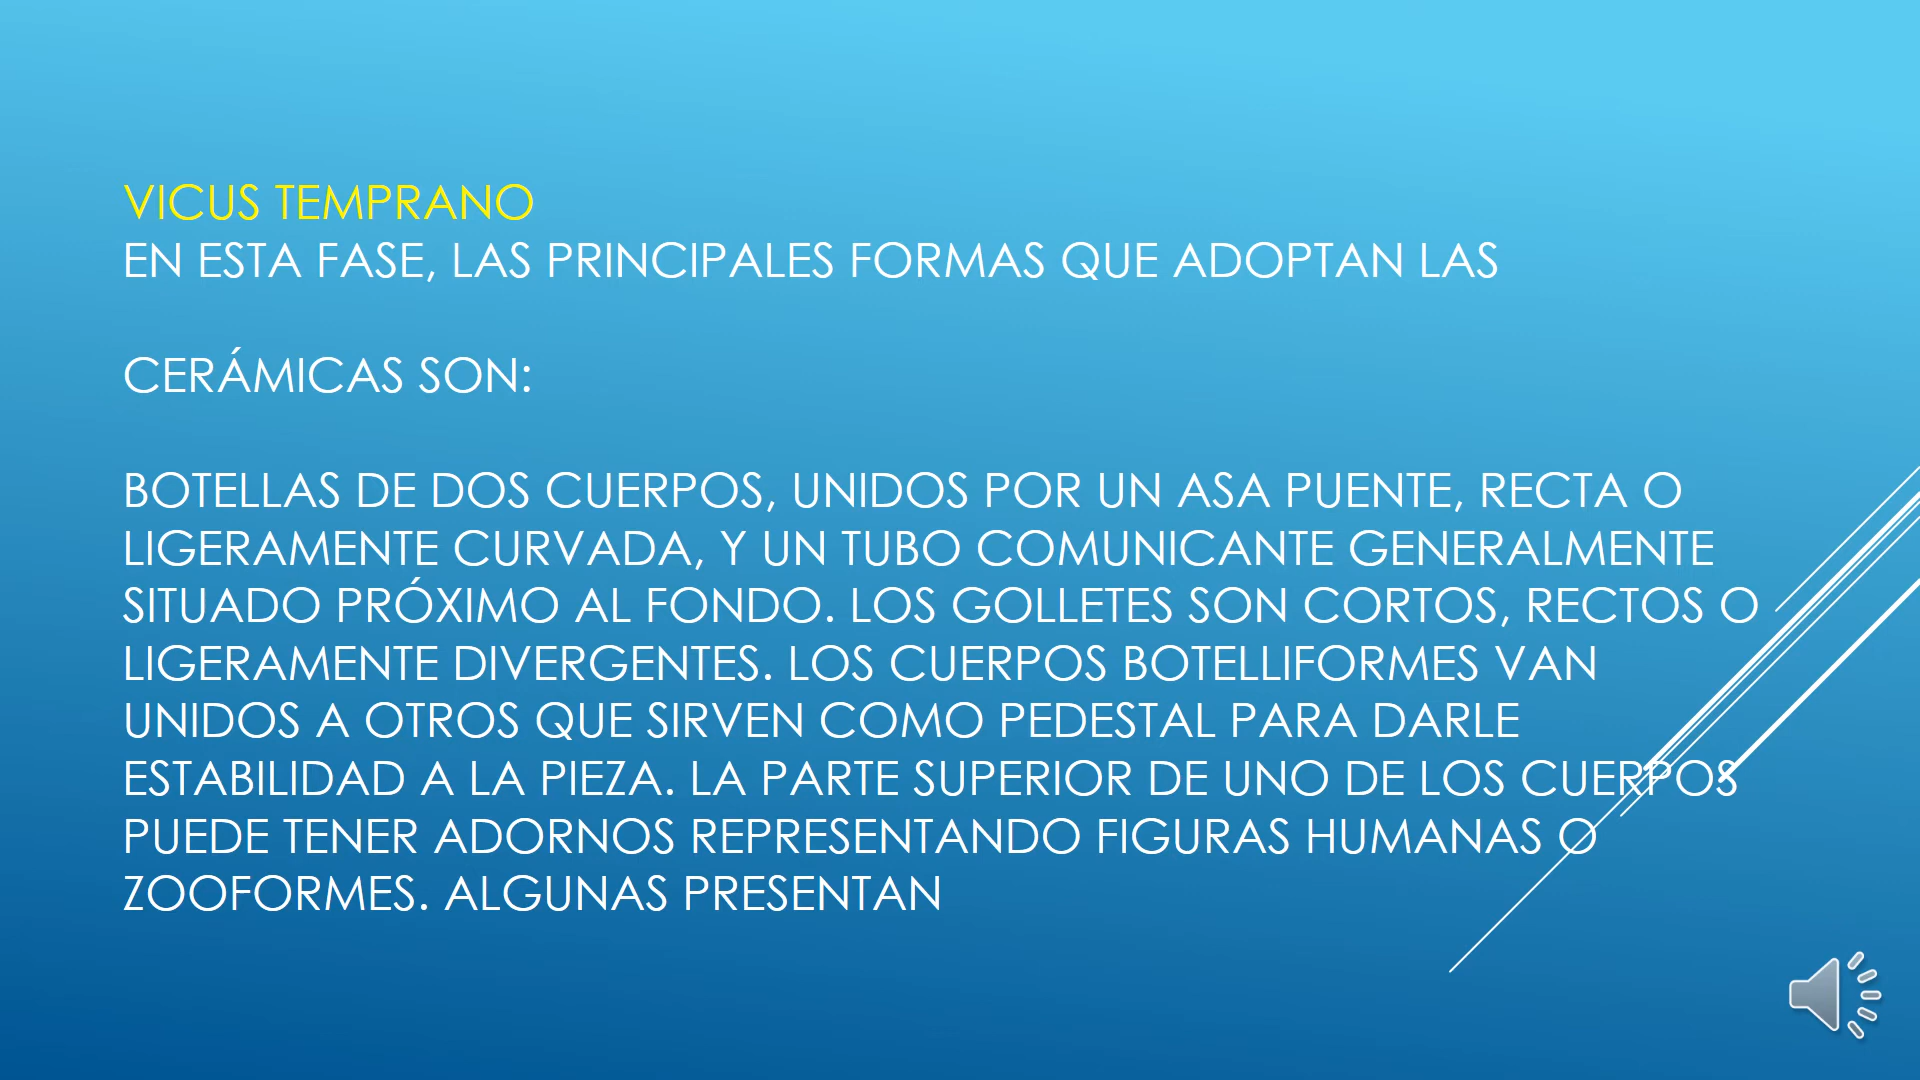 VICUS TEMPRANO
EN ESTA FASE, LAS PRINCIPALES FORMAS QUE ADOPTAN LAS
CERÁMICAS SON:
BOTELLAS DE DOS CUERPOS, UNIDOS POR UN ASA PUENTE, RECTA O
LIGERAMENTE CURVADA, Y UN TUBO COMUNICANTE GENERALMENTE
SITUADO PRÓXIMO AL FONDO. LOS GOLLETES SON CORTOS, RECTOS O
LIGERAMENTE DIVERGENTES. LOS CUERPOS BOTELLIFORMES VAN
UNIDOS A OTROS QUE SIRVEN COMO PEDESTAL PARA DARLE
ESTABILIDAD A LA PIEZA. LA PARTE SUPERIOR DE UNO DE LOS CUERPOS
PUEDE TENER ADORNOS REPRESENTANDO FIGURAS HUMANAS O
ZOOFORMES. ALGUNAS PRESENTAN